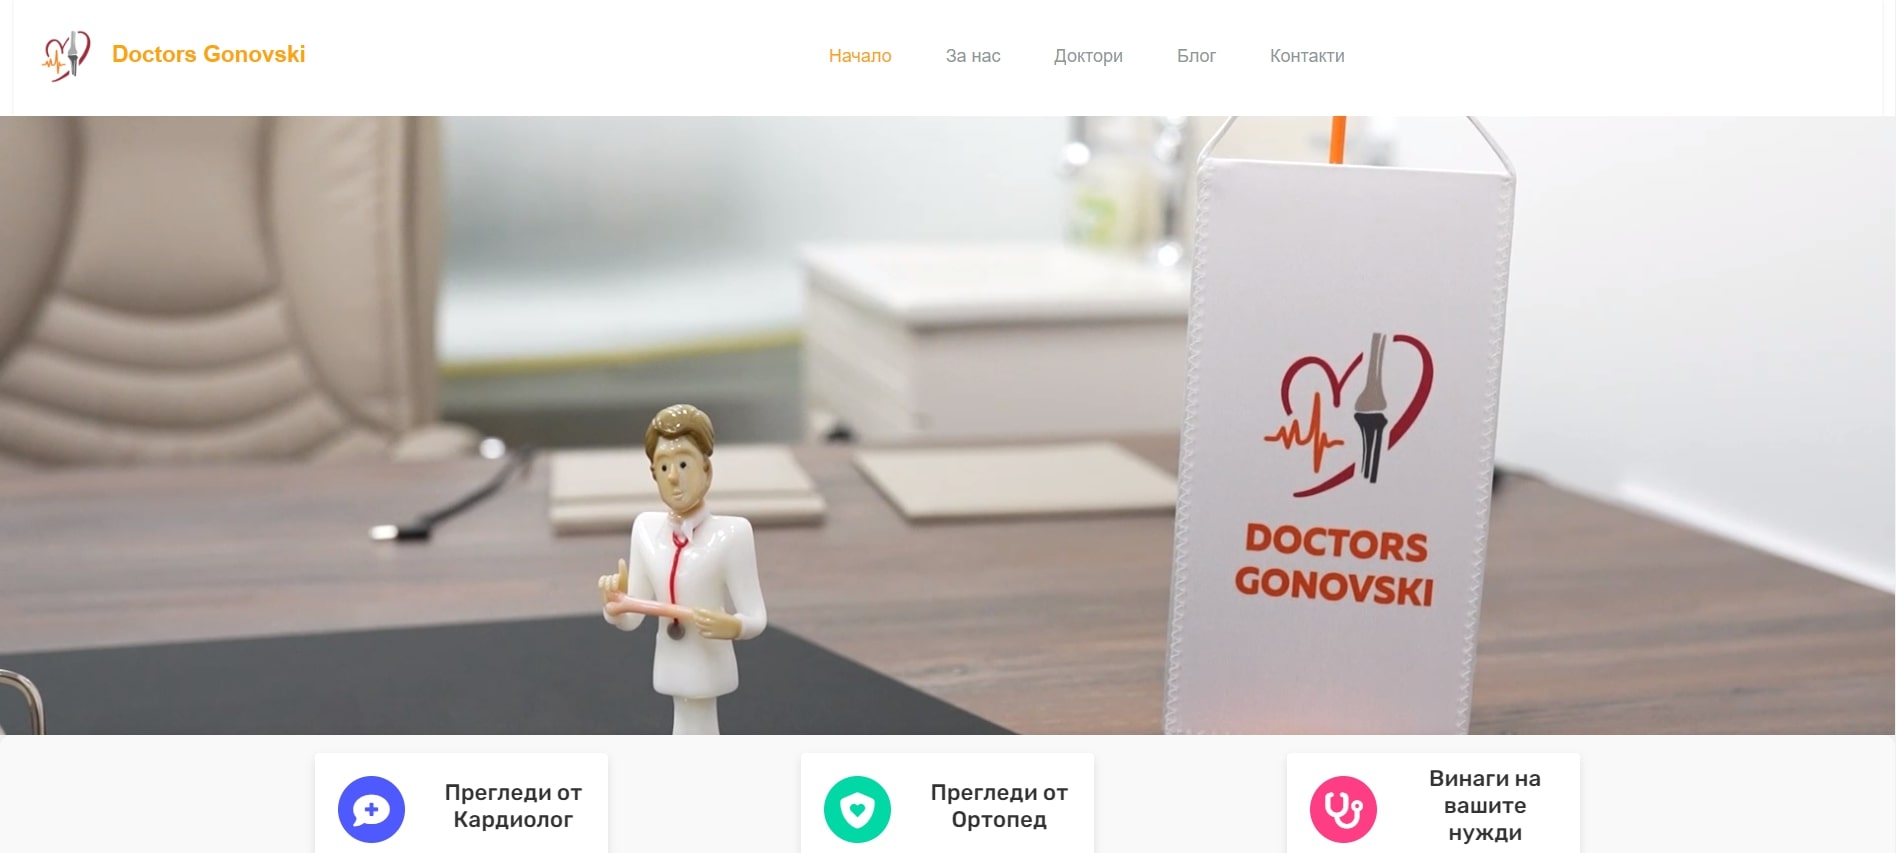 Doctors Gonovski
Начало
За нас
Доктори
Блог
Контакти
DOCTORS
GONOVSKI
Прегледи от
Кардиолог
Прегледи от
Ортопед
Винаги на
вашите
нужди